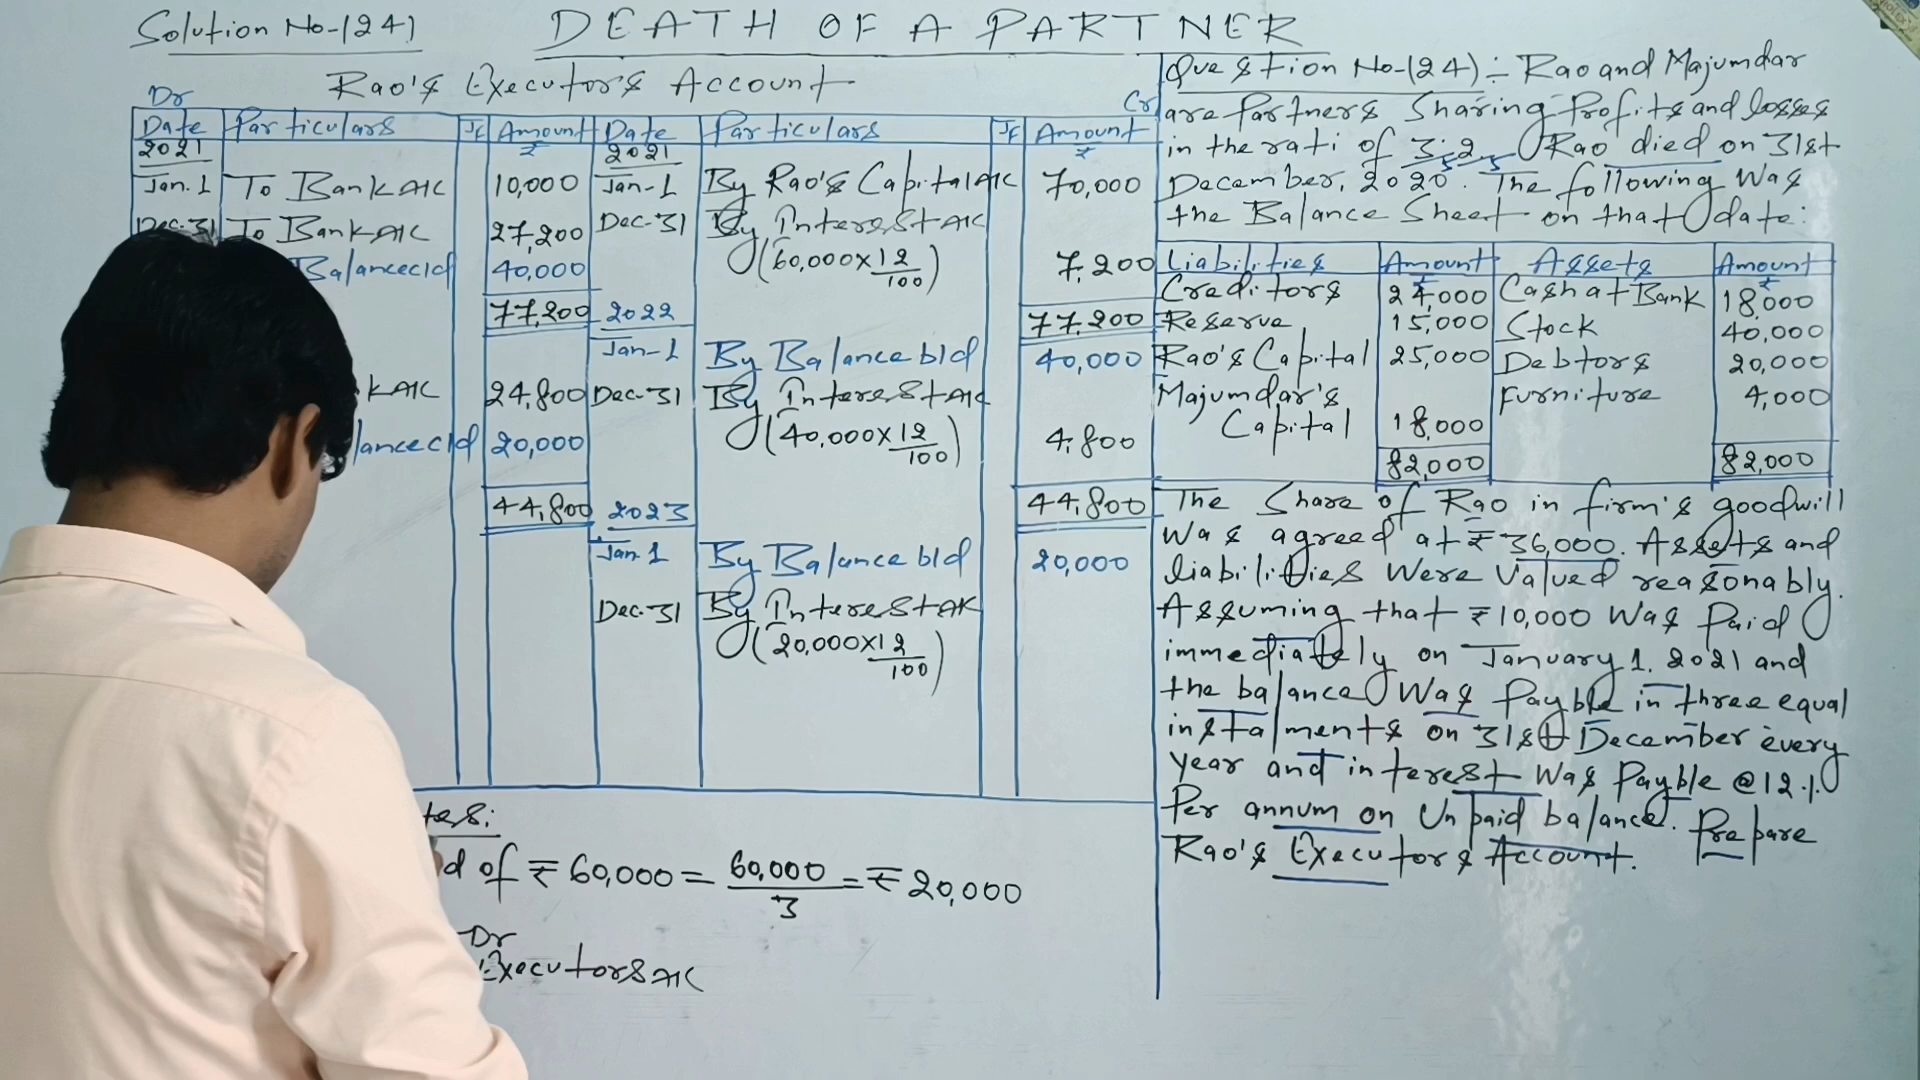 Solution No-(24)
DEATH OF A PARTNER
Rao's Executor's Account
Dr
Cr
Date Particulars JF Amount ₹ Date Particulars JF Amount ₹
2021 2021
Jan. 1 To Bank A/C 10,000 Jan-1 By Rao's Capital A/C 70,000
Dec-31 To Bank A/C 27,200 Dec-31 By Interest A/C
Balance c/d 40,000 (60,000×12/100) 7,200
77,200 2022 77,200
Jan-1 By Balance b/d 40,000
k A/C 24,800 Dec-31 By Interest A/C
lance c/d 20,000 (40,000×12/100) 4,800
44,800 2023 44,800
Jan 1 By Balance b/d 20,000
Dec-31 By Interest A/C
(20,000×12/100)
tes:
d of ₹ 60,000 = 60,000/3 = ₹ 20,000
Dr
Executors A/C
Question No-(24):- Rao and Majumdar
are Partners Sharing Profits and losses
in the rati of 3:2. Rao died on 31st
5 5
December, 2020. The following Was
the Balance Sheet on that date:
Liabilities Amount ₹ Assets Amount ₹
Creditors 24,000 Cash at Bank 18,000
Reserve 15,000 Stock 40,000
Rao's Capital 25,000 Debtors 20,000
Majumdar's Furniture 4,000
Capital 18,000
82,000 82,000
The Share of Rao in firm's goodwill
Was agreed at ₹ 36,000. Assets and
liabilities Were Valued reasonably.
Assuming that ₹ 10,000 Was Paid
immediately on January 1, 2021 and
the balance Was Payble in three equal
instalments on 31st December every
year and interest Was Payble @12%
Per annum on Unpaid balance. Prepare
Rao's Executors Account.